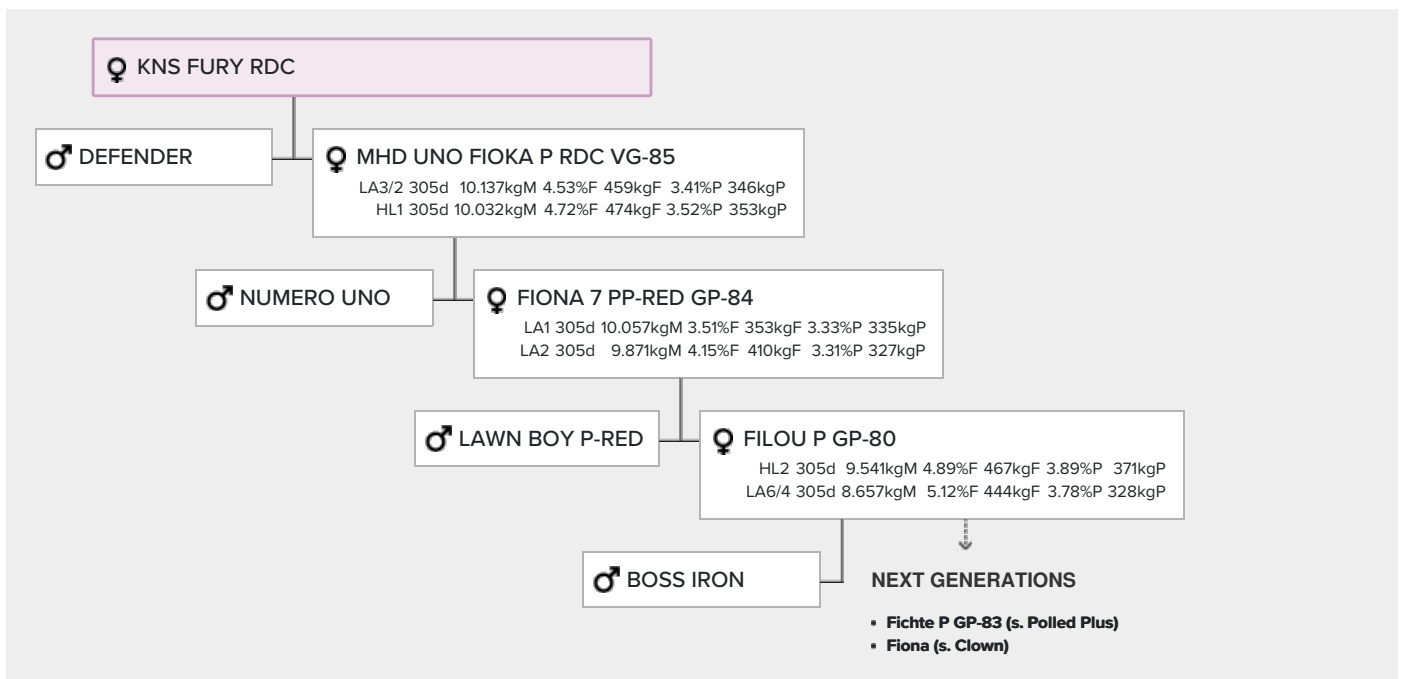 KNS FURY RDC
DEFENDER
MHD UNO FIOKA P RDC VG-85
LA3/2 305d 10.137kgM 4.53%F 459kgF 3.41%P 346kgP
HL1 305d 10.032kgM 4.72%F 474kgF 3.52%P 353kgP
NUMERO UNO
FIONA 7 PP-RED GP-84
LA1 305d 10.057kgM 3.51%F 353kgF 3.33%P 335kgP
LA2 305d 9.871kgM 4.15%F 410kgF 3.31%P 327kgP
LAWN BOY P-RED
FILOU P GP-80
HL2 305d 9.541kgM 4.89%F 467kgF 3.89%P 371kgP
LA6/4 305d 8.657kgM 5.12%F 444kgF 3.78%P 328kgP
BOSS IRON
NEXT GENERATIONS
• Fichte P GP-83 (s. Polled Plus)
• Fiona (s. Clown)